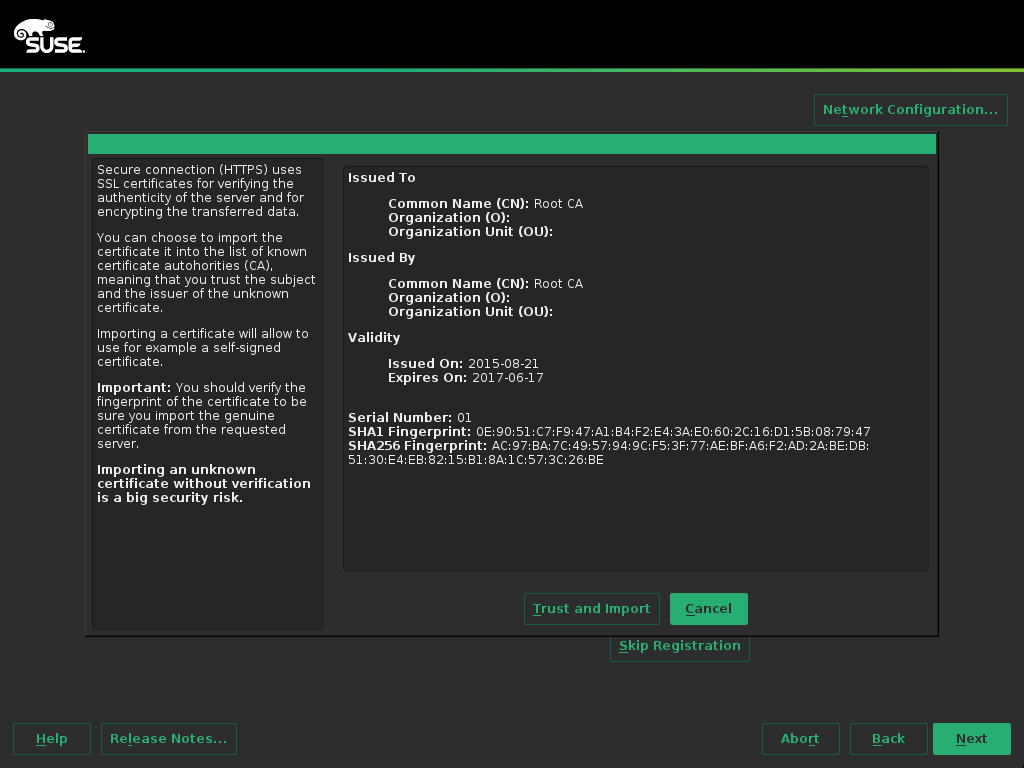 SUSE.
Network Configuration...
Secure connection (HTTPS) uses
SSL certificates for verifying the
authenticity of the server and for
encrypting the transferred data.
You can choose to import the
certificate it into the list of known
certificate autohorities (CA),
meaning that you trust the subject
and the issuer of the unknown
certificate.
Importing a certificate will allow to
use for example a self-signed
certificate.
Important: You should verify the
fingerprint of the certificate to be
sure you import the genuine
certificate from the requested
server.
Importing an unknown
certificate without verification
is a big security risk.
Issued To
Common Name (CN): Root CA
Organization (O):
Organization Unit (OU):
Issued By
Common Name (CN): Root CA
Organization (O):
Organization Unit (OU):
Validity
Issued On: 2015-08-21
Expires On: 2017-06-17
Serial Number: 01
SHA1 Fingerprint: 0E:90:51:C7:F9:47:A1:B4:F2:E4:3A:E0:60:2C:16:D1:5B:08:79:47
SHA256 Fingerprint: AC:97:BA:7C:49:57:94:9C:F5:3F:77:AE:BF:A6:F2:AD:2A:BE:DB:
51:30:E4:EB:82:15:B1:8A:1C:57:3C:26:BE
Trust and Import
Cancel
Skip Registration
Help
Release Notes...
Abort
Back
Next